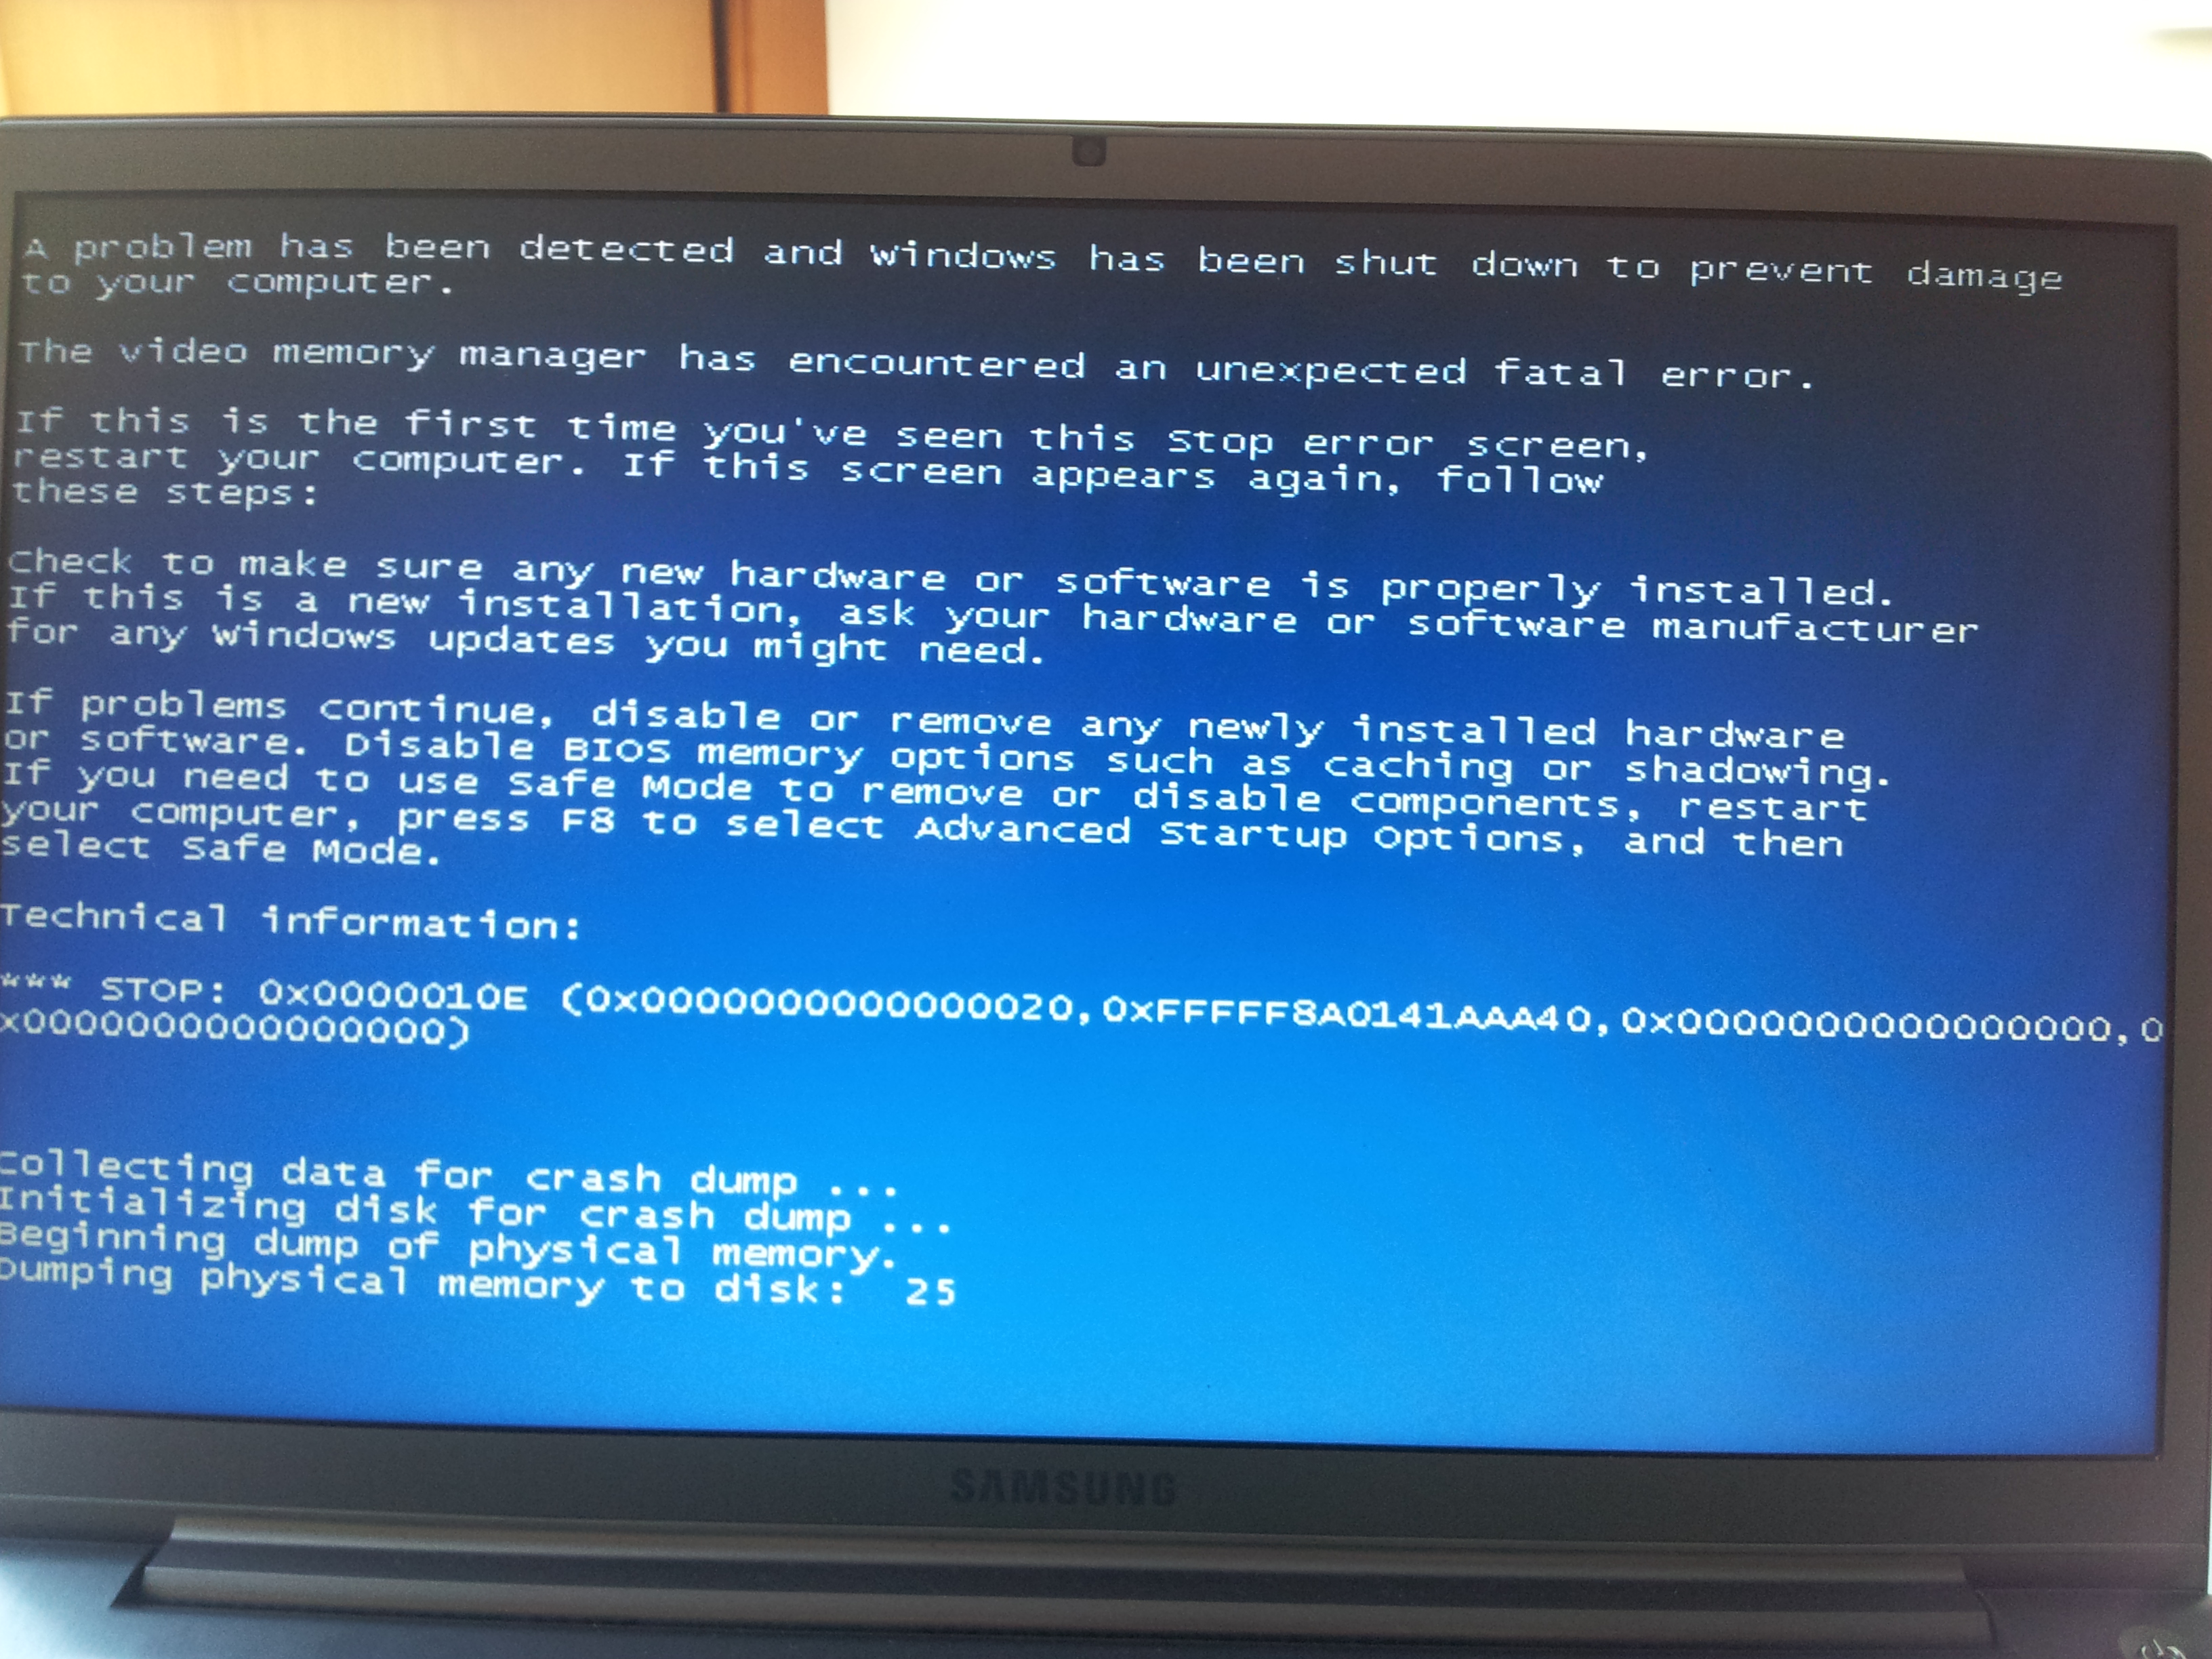 A problem has been detected and windows has been shut down to prevent damage
to your computer.
The video memory manager has encountered an unexpected fatal error.
If this is the first time you've seen this Stop error screen,
restart your computer. If this screen appears again, follow
these steps:
Check to make sure any new hardware or software is properly installed.
If this is a new installation, ask your hardware or software manufacturer
for any windows updates you might need.
If problems continue, disable or remove any newly installed hardware
or software. Disable BIOS memory options such as caching or shadowing.
If you need to use Safe Mode to remove or disable components, restart
your computer, press F8 to select Advanced Startup Options, and then
select Safe Mode.
Technical information:
*** STOP: 0x0000010E (0x0000000000000020,0xFFFFF8A0141AAA40,0x0000000000000000,0
x0000000000000000)
Collecting data for crash dump ...
Initializing disk for crash dump ...
Beginning dump of physical memory.
Dumping physical memory to disk:  25
SAMSUNG